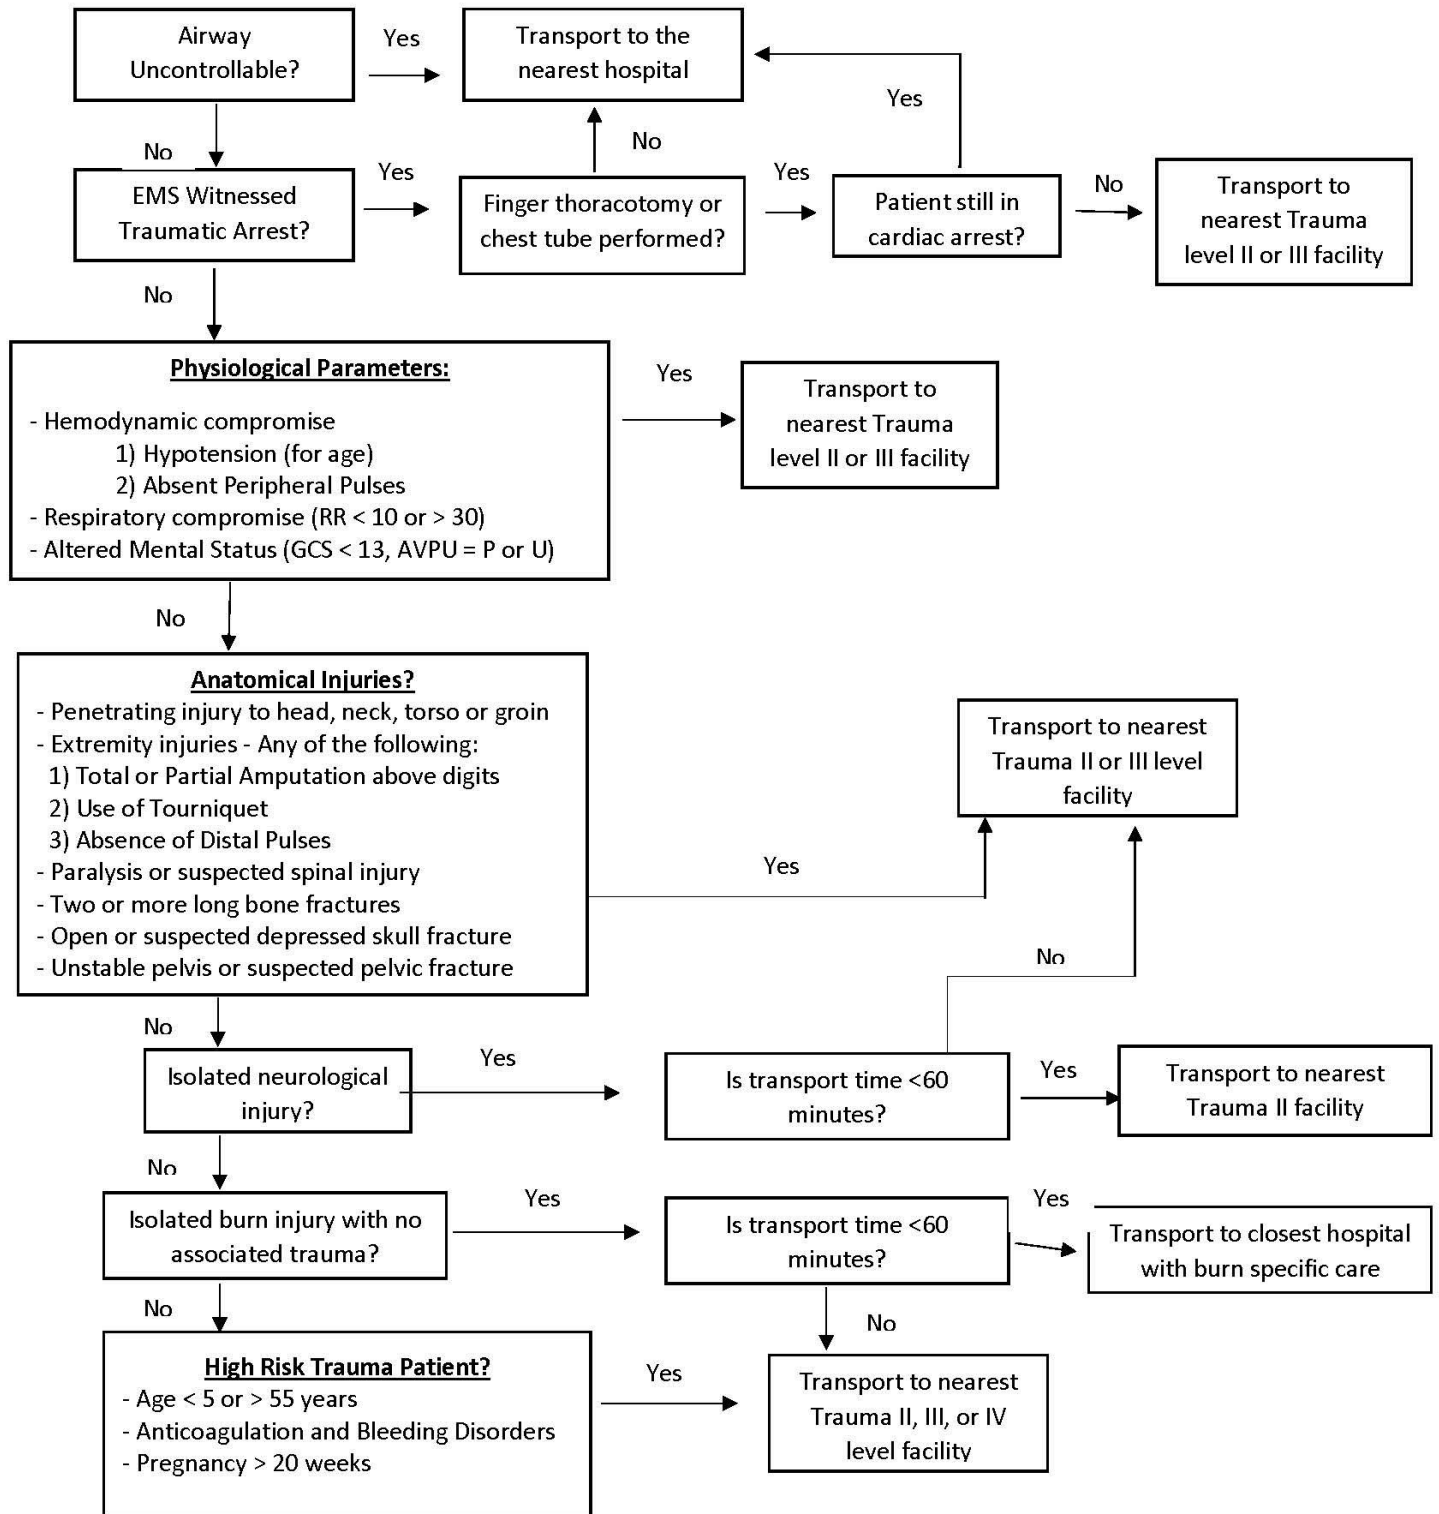 Airway
Uncontrollable?
Yes
Transport to the
nearest hospital
Yes
No
No
EMS Witnessed
Traumatic Arrest?
Yes
Finger thoracotomy or
chest tube performed?
Yes
Patient still in
cardiac arrest?
No
Transport to
nearest Trauma
level II or III facility
No
Physiological Parameters:
- Hemodynamic compromise
1) Hypotension (for age)
2) Absent Peripheral Pulses
- Respiratory compromise (RR < 10 or > 30)
- Altered Mental Status (GCS < 13, AVPU = P or U)
Yes
Transport to
nearest Trauma
level II or III facility
No
Anatomical Injuries?
- Penetrating injury to head, neck, torso or groin
- Extremity injuries - Any of the following:
1) Total or Partial Amputation above digits
2) Use of Tourniquet
3) Absence of Distal Pulses
- Paralysis or suspected spinal injury
- Two or more long bone fractures
- Open or suspected depressed skull fracture
- Unstable pelvis or suspected pelvic fracture
Yes
Transport to nearest
Trauma II or III level
facility
No
No
Isolated neurological
injury?
Yes
Is transport time <60
minutes?
Yes
Transport to nearest
Trauma II facility
No
Isolated burn injury with no
associated trauma?
Yes
Is transport time <60
minutes?
Yes
Transport to closest hospital
with burn specific care
No
No
High Risk Trauma Patient?
- Age < 5 or > 55 years
- Anticoagulation and Bleeding Disorders
- Pregnancy > 20 weeks
Yes
Transport to nearest
Trauma II, III, or IV
level facility